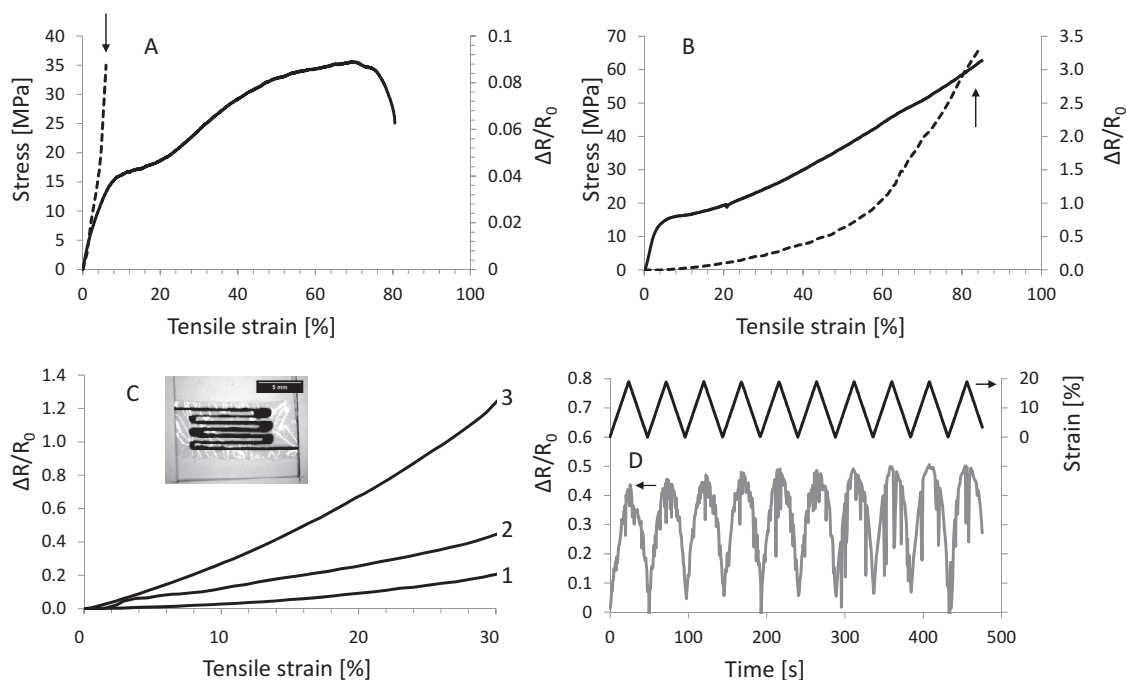 A
40
35
30
25
20
15
10
5
0
Stress [MPa]
0.1
0.08
0.06
0.04
0.02
0
ΔR/R0
0 20 40 60 80 100
Tensile strain [%]
B
70
60
50
40
30
20
10
0
Stress [MPa]
3.5
3.0
2.5
2.0
1.5
1.0
0.5
0.0
ΔR/R0
0 20 40 60 80 100
Tensile strain [%]
C
1.4
1.2
1.0
0.8
0.6
0.4
0.2
0.0
ΔR/R0
5 mm
3
2
1
0 10 20 30
Tensile strain [%]
D
0.8
0.7
0.6
0.5
0.4
0.3
0.2
0.1
0
ΔR/R0
20
10
0
Strain [%]
0 100 200 300 400 500
Time [s]